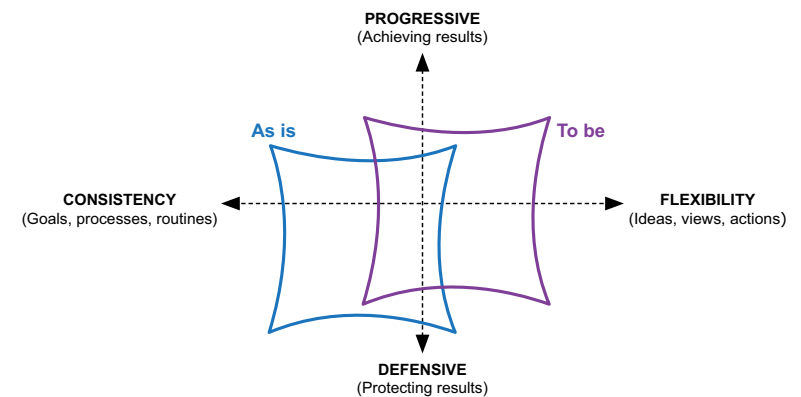 PROGRESSIVE
(Achieving results)
As is
To be
CONSISTENCY
(Goals, processes, routines)
FLEXIBILITY
(Ideas, views, actions)
DEFENSIVE
(Protecting results)